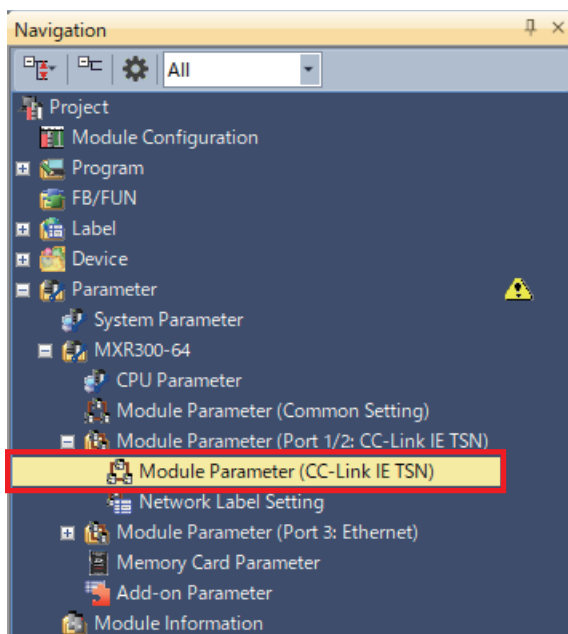 Navigation
All
Project
Module Configuration
Program
FB/FUN
Label
Device
Parameter
System Parameter
MXR300-64
CPU Parameter
Module Parameter (Common Setting)
Module Parameter (Port 1/2: CC-Link IE TSN)
Module Parameter (CC-Link IE TSN)
Network Label Setting
Module Parameter (Port 3: Ethernet)
Memory Card Parameter
Add-on Parameter
Module Information